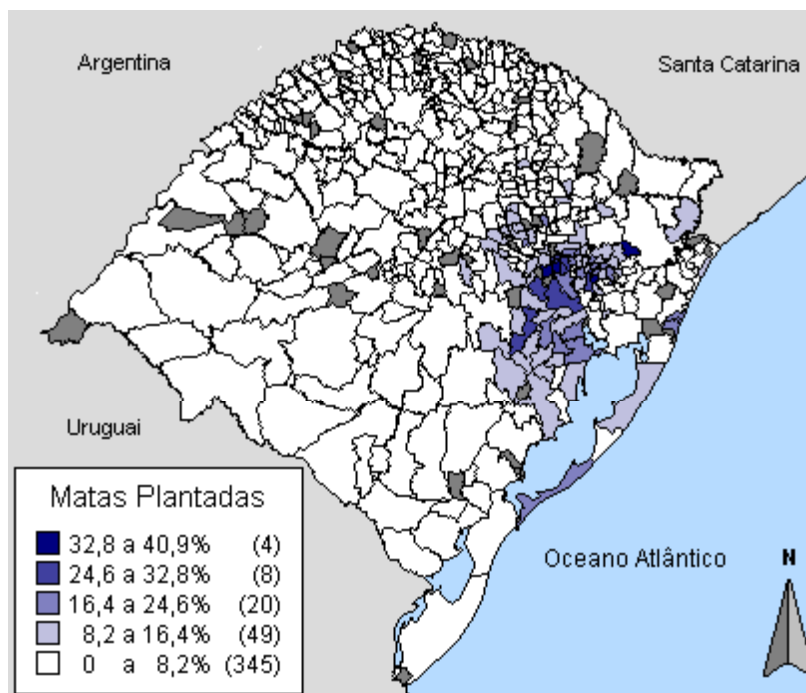 Argentina
Santa Catarina
Uruguai
Matas Plantadas
32,8 a 40,9% (4)
24,6 a 32,8% (8)
16,4 a 24,6% (20)
8,2 a 16,4% (49)
0 a 8,2% (345)
Oceano Atlântico
N